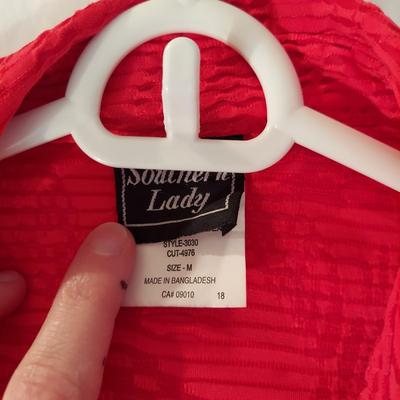 Southern
Lady
STYLE-3030
CUT-4976
SIZE - M
MADE IN BANGLADESH
CA# 09010 18